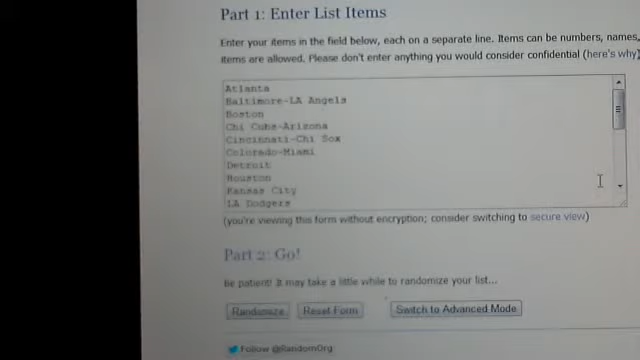 Part 1: Enter List Items
Enter your items in the field below, each on a separate line. Items can be numbers, names,
items are allowed. Please don't enter anything you would consider confidential (here's why)
Atlanta
Baltimore-LA Angels
Boston
Chi Cubs-Arizona
Cincinnati-Chi Sox
Colorado-Miami
Detroit
Houston
Kansas City
LA Dodgers
(you're viewing this form without encryption; consider switching to secure view)
Part 2: Go!
Be patient! It may take a little while to randomize your list...
Randomize Reset Form Switch to Advanced Mode
Follow @RandomOrg